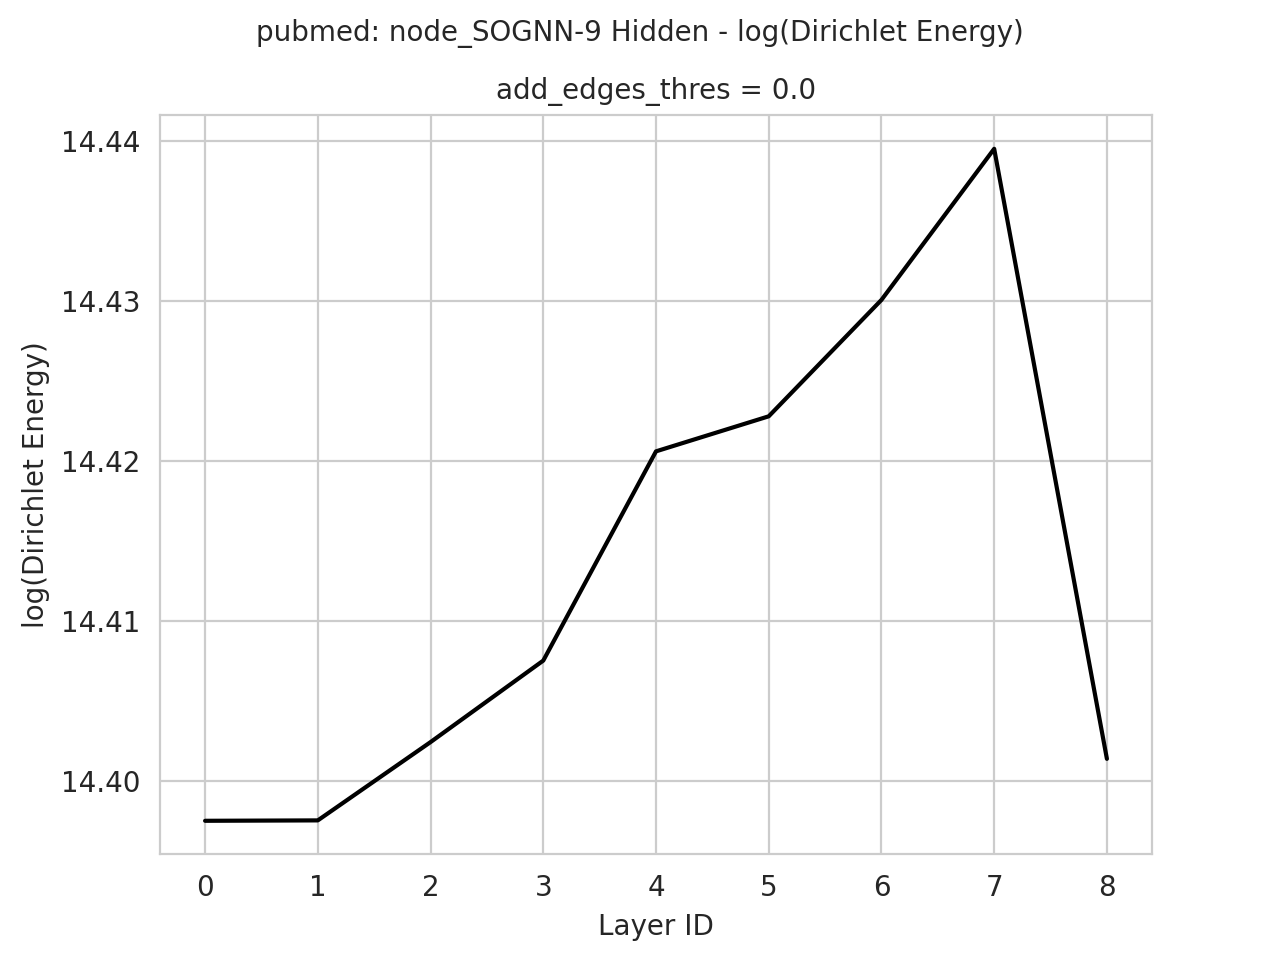 pubmed: node_SOGNN-9 Hidden - log(Dirichlet Energy)
add_edges_thres = 0.0
14.44
14.43
14.42
14.41
14.40
log(Dirichlet Energy)
0 1 2 3 4 5 6 7 8
Layer ID